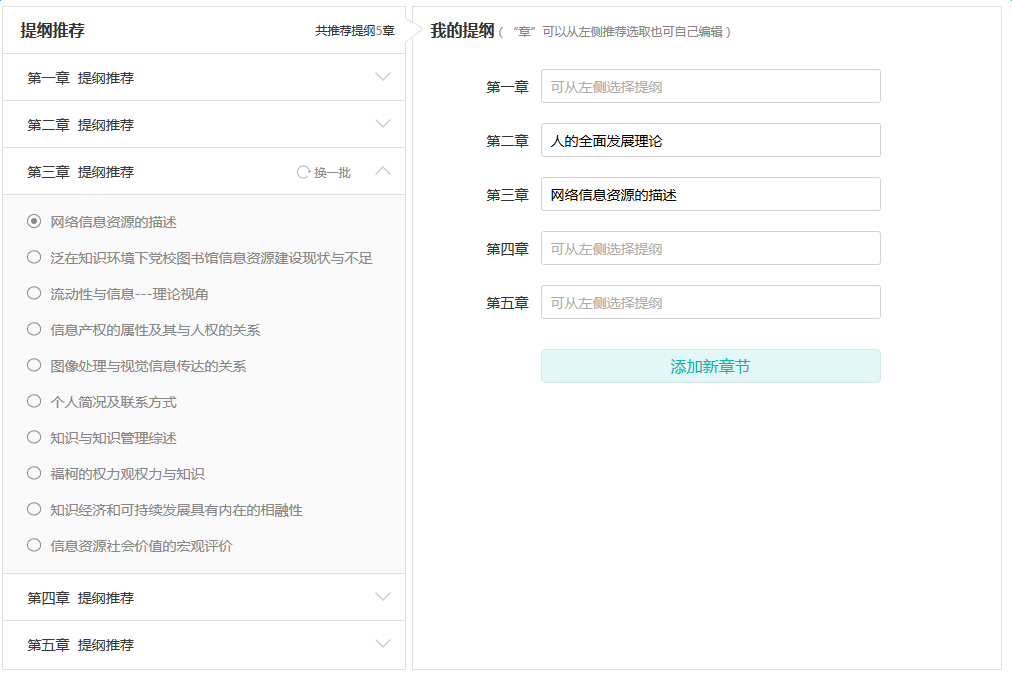 提纲推荐 共推荐提纲5章
第一章 提纲推荐
第二章 提纲推荐
第三章 提纲推荐 换一批
网络信息资源的描述
泛在知识环境下党校图书馆信息资源建设现状与不足
流动性与信息---理论视角
信息产权的属性及其与人权的关系
图像处理与视觉信息传达的关系
个人简况及联系方式
知识与知识管理综述
福柯的权力观权力与知识
知识经济和可持续发展具有内在的相融性
信息资源社会价值的宏观评价
第四章 提纲推荐
第五章 提纲推荐
我的提纲 ( “章” 可以从左侧推荐选取也可自己编辑 )
第一章 可从左侧选择提纲
第二章 人的全面发展理论
第三章 网络信息资源的描述
第四章 可从左侧选择提纲
第五章 可从左侧选择提纲
添加新章节